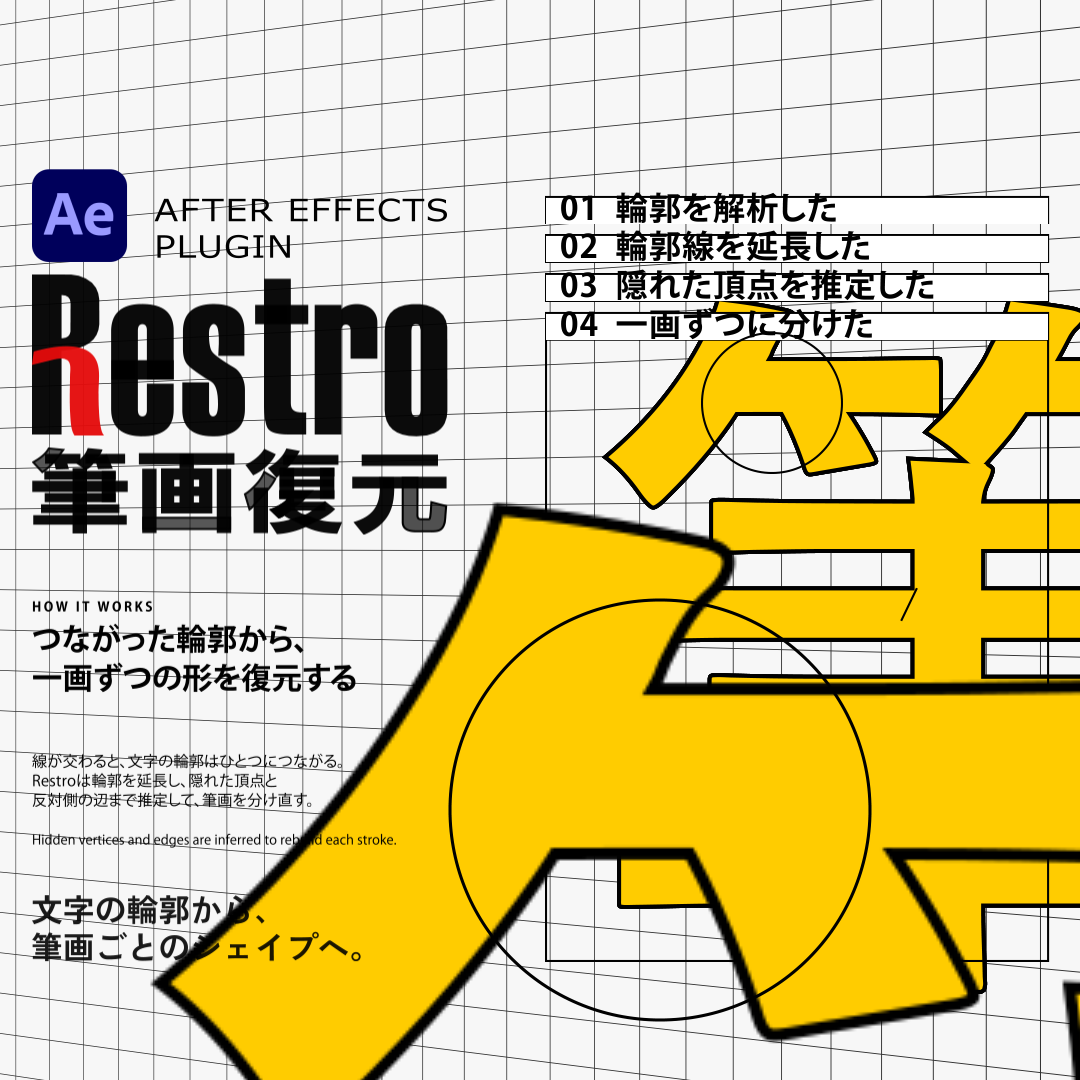 Ae
AFTER EFFECTS
PLUGIN
Restro
筆画復元
HOW IT WORKS
つながった輪郭から、
一画ずつの形を復元する
線が交わると、文字の輪郭はひとつにつながる。
Restroは輪郭を延長し、隠れた頂点と
反対側の辺まで推定して、筆画を分け直す。
Hidden vertices and edges are inferred to rebuild each stroke.
文字の輪郭から、
筆画ごとのシェイプへ。
01 輪郭を解析した
02 輪郭線を延長した
03 隠れた頂点を推定した
04 一画ずつに分けた